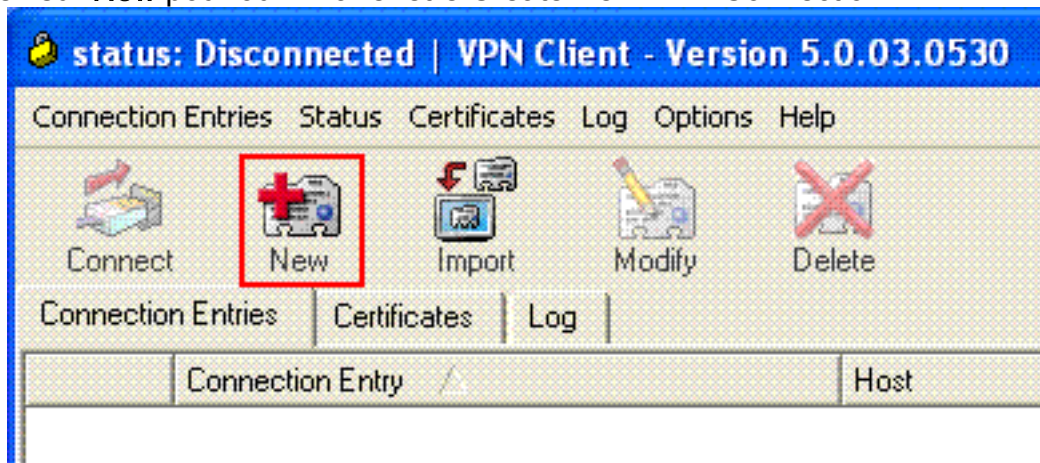 New
status: Disconnected | VPN Client - Version 5.0.03.0530
Connection Entries Status Certificates Log Options Help
Connect New Import Modify Delete
Connection Entries Certificates Log
Connection Entry Host